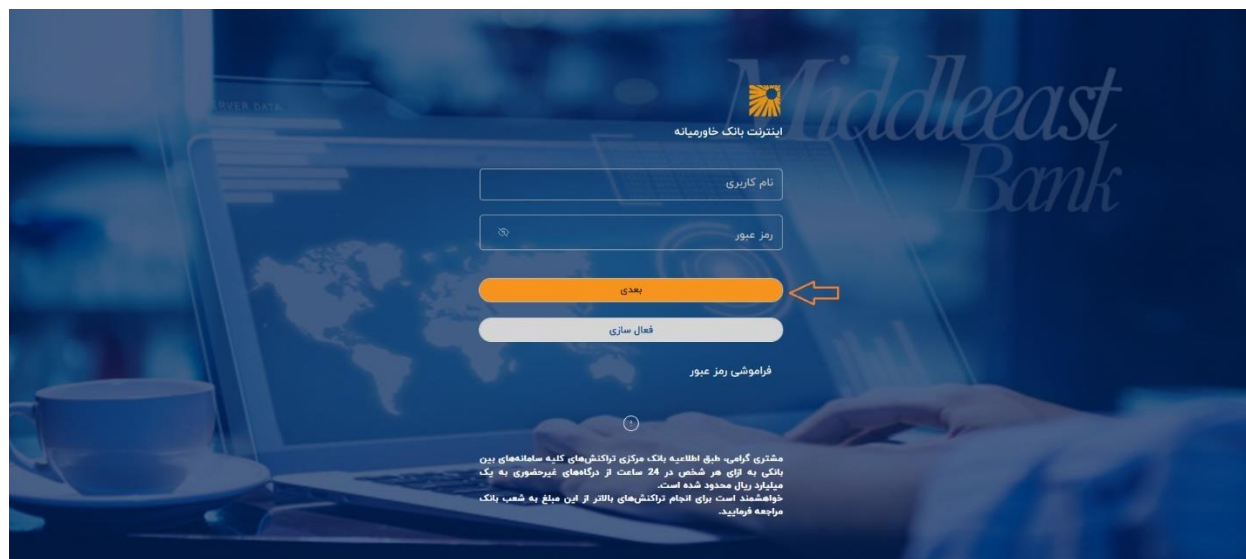 SERVER DATA
Middleeast
Bank
اینترنت بانک خاورمیانه
نام کاربری
رمز عبور
بعدی
فعال سازی
فراموشی رمز عبور
مشتری گرامی، طبق اطلاعیه بانک مرکزی تراکنش‌های کلیه سامانه‌های بین
بانکی به ازای هر شخص در 24 ساعت از درگاه‌های غیرحضوری به یک
میلیارد ریال محدود شده است.
خواهشمند است برای انجام تراکنش‌های بالاتر از این مبلغ به شعب بانک
مراجعه فرمایید.